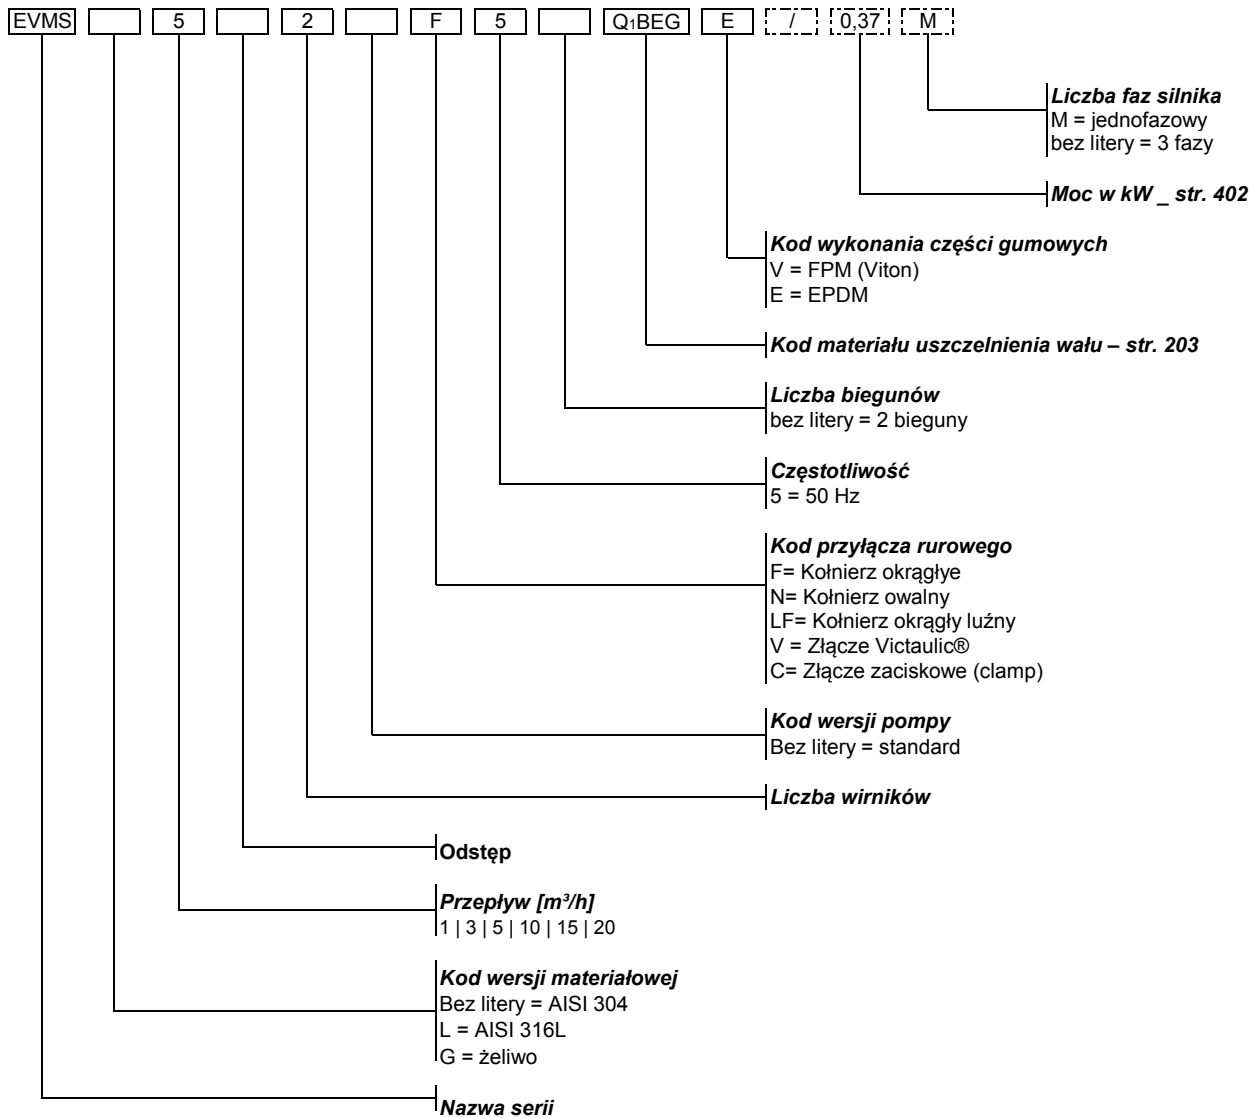 EVMS 5 2 F 5 Q1BEG E / 0,37 M
Liczba faz silnika
M = jednofazowy
bez litery = 3 fazy
Moc w kW _ str. 402
Kod wykonania części gumowych
V = FPM (Viton)
E = EPDM
Kod materiału uszczelnienia wału – str. 203
Liczba biegunów
bez litery = 2 bieguny
Częstotliwość
5 = 50 Hz
Kod przyłącza rurowego
F= Kołnierz okrągłye
N= Kołnierz owalny
LF= Kołnierz okrągły luźny
V = Złącze Victaulic®
C= Złącze zaciskowe (clamp)
Kod wersji pompy
Bez litery = standard
Liczba wirników
Odstęp
Przepływ [m³/h]
1 | 3 | 5 | 10 | 15 | 20
Kod wersji materiałowej
Bez litery = AISI 304
L = AISI 316L
G = żeliwo
Nazwa serii